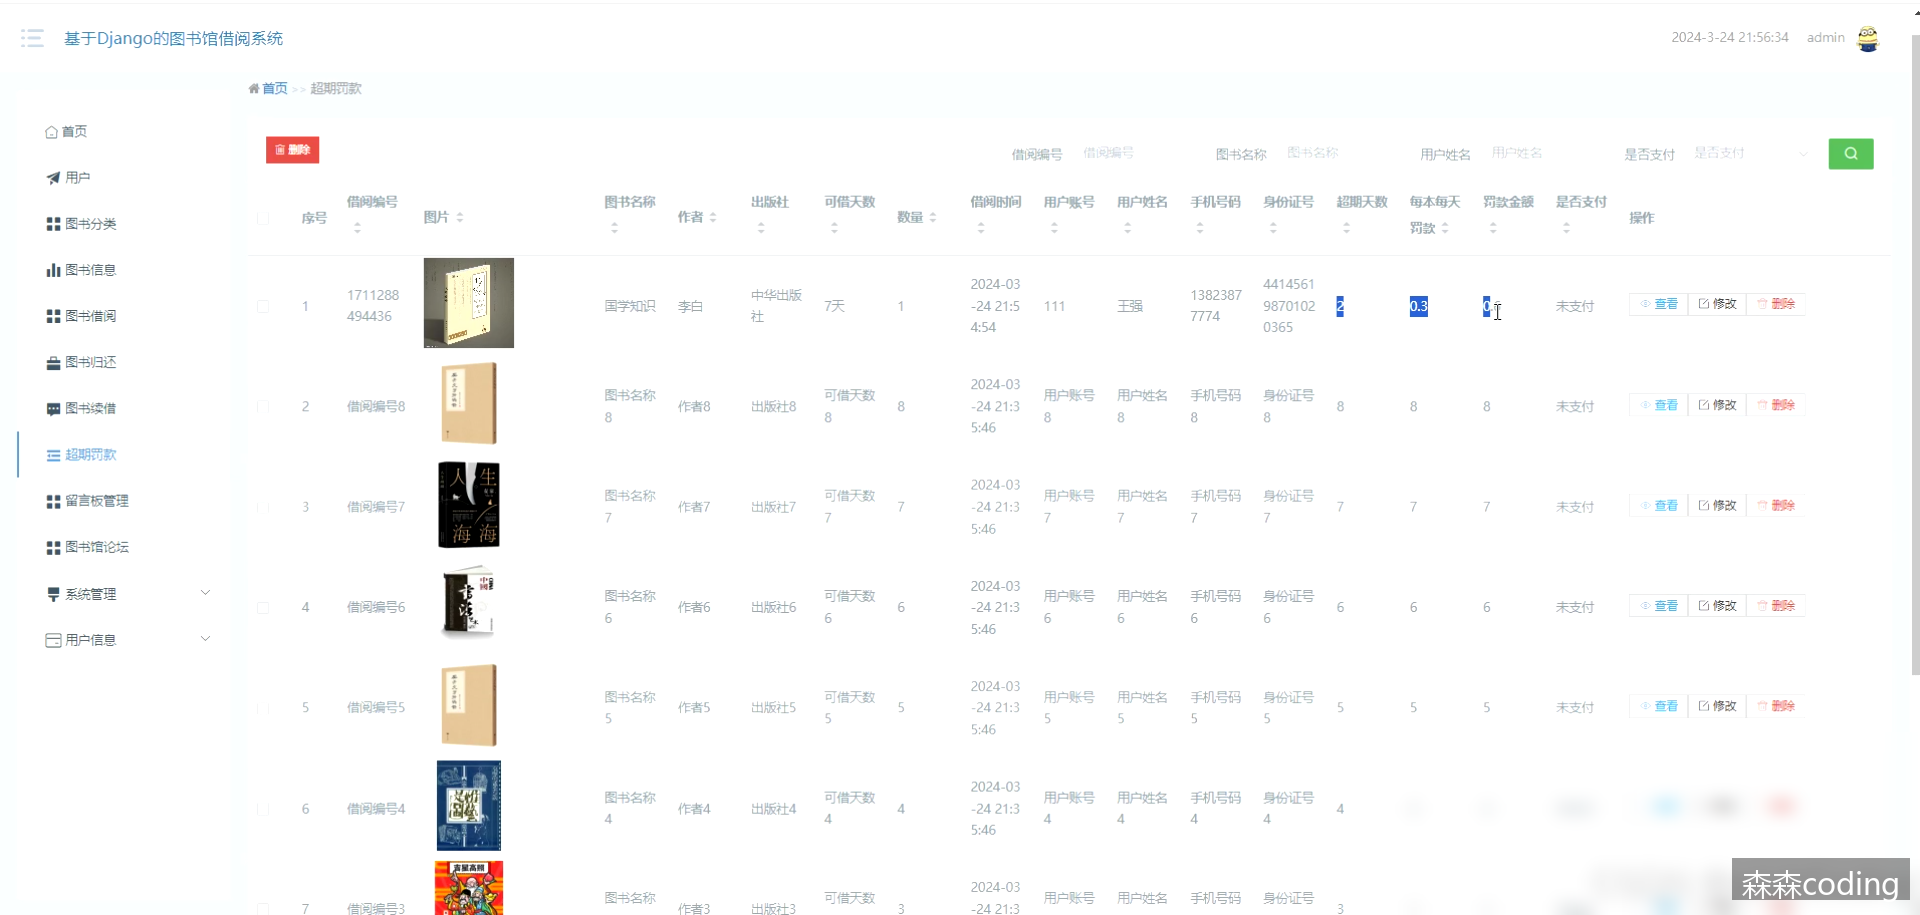 基于Django的图书馆借阅系统
2024-3-24 21:56:34 admin
首页 >> 超期罚款
首页
用户
图书分类
图书信息
图书借阅
图书归还
图书续借
超期罚款
留言板管理
图书馆论坛
系统管理
用户信息
删除
借阅编号 借阅编号 图书名称 图书名称 用户姓名 用户姓名 是否支付 是否支付
序号 借阅编号 图片 图书名称 作者 出版社 可借天数 数量 借阅时间 用户账号 用户姓名 手机号码 身份证号 超期天数 每本每天罚款 罚款金额 是否支付 操作
1 1711288494436 国学知识 李白 中华出版社 7天 1 2024-03-24 21:54:54 111 王强 13823877774 441456198701020365 2 0.3 未支付 查看 修改 删除
2 借阅编号8 图书名称8 作者8 出版社8 可借天数8 8 2024-03-24 21:35:46 用户账号8 用户姓名8 手机号码8 身份证号8 8 8 8 未支付 查看 修改 删除
3 借阅编号7 人生海海 图书名称7 作者7 出版社7 可借天数7 7 2024-03-24 21:35:46 用户账号7 用户姓名7 手机号码7 身份证号7 7 7 7 未支付 查看 修改 删除
4 借阅编号6 图书名称6 作者6 出版社6 可借天数6 6 2024-03-24 21:35:46 用户账号6 用户姓名6 手机号码6 身份证号6 6 6 6 未支付 查看 修改 删除
5 借阅编号5 图书名称5 作者5 出版社5 可借天数5 5 2024-03-24 21:35:46 用户账号5 用户姓名5 手机号码5 身份证号5 5 5 5 未支付 查看 修改 删除
6 借阅编号4 图书名称4 作者4 出版社4 可借天数4 4 2024-03-24 21:35:46 用户账号4 用户姓名4 手机号码4 身份证号4 4
7 借阅编号3 吉星高照 图书名称 作者3 出版社3 可借天数 3 2024-03-24 21:3 用户账号 用户姓名 手机号码 身份证号 3
森森coding